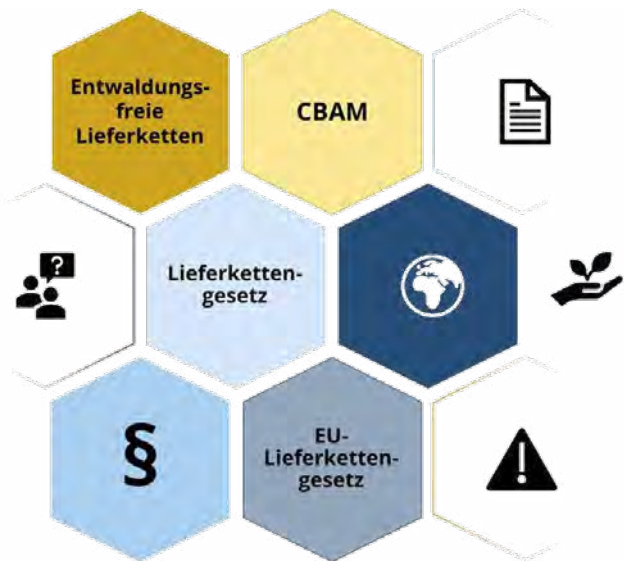 Entwaldungs-
freie
Lieferketten
CBAM
?
Lieferketten-
gesetz
§
EU-
Lieferketten-
gesetz
!